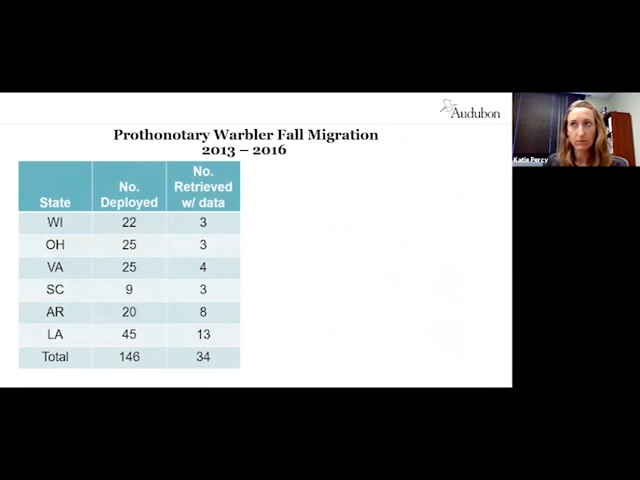 Audubon
Prothonotary Warbler Fall Migration
2013 – 2016
State No. Deployed No. Retrieved w/ data
WI 22 3
OH 25 3
VA 25 4
SC 9 3
AR 20 8
LA 45 13
Total 146 34
Katie Percy